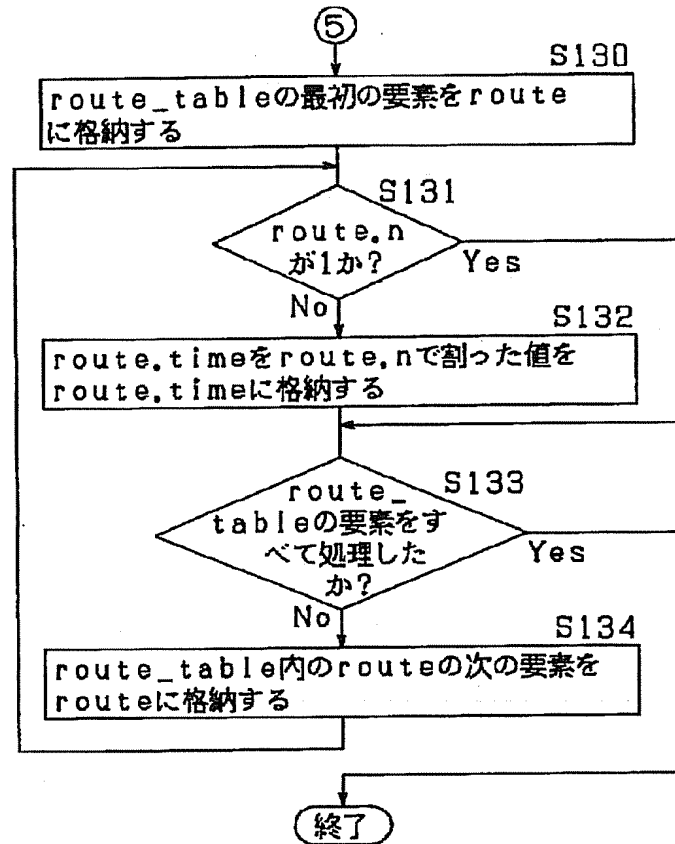 5
S130
route_tableの最初の要素をroute
に格納する
S131
route.n
が1か?
Yes
No
S132
route.timeをroute.nで割った値を
route.timeに格納する
S133
route_
tableの要素をす
べて処理した
か?
Yes
No
S134
route_table内のrouteの次の要素を
routeに格納する
終了